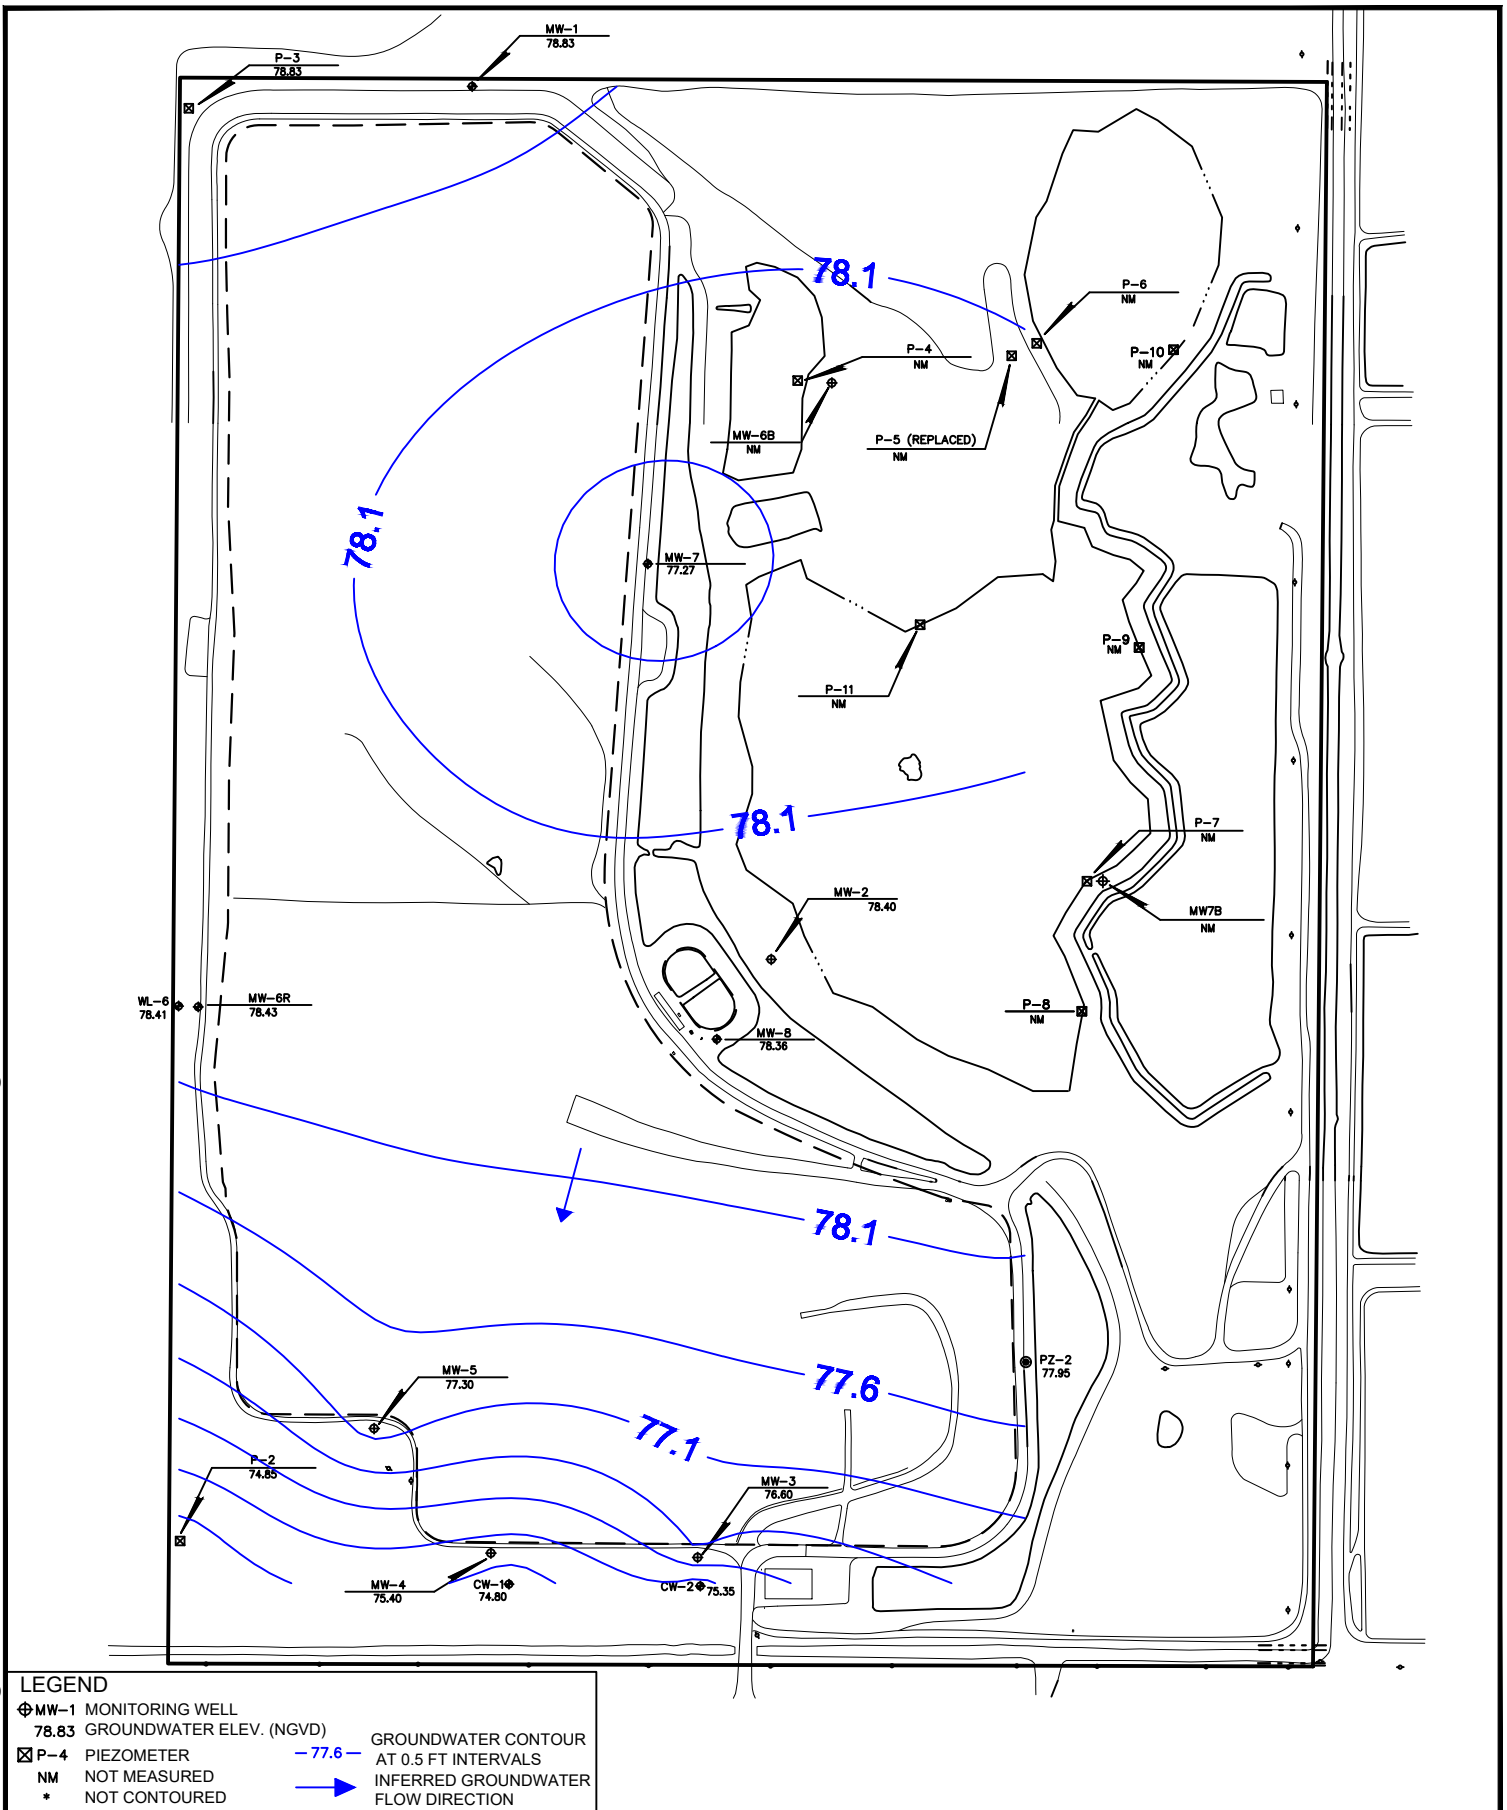 MW-1
78.83
P-3
78.83
78.1
P-6
NM
P-4
NM
P-10
NM
MW-6B
NM
P-5 (REPLACED)
NM
78.1
MW-7
77.27
P-9
NM
P-11
NM
78.1
P-7
NM
MW-2
78.40
MW7B
NM
WL-6
78.41
MW-6R
78.43
P-8
NM
MW-8
78.36
78.1
PZ-2
77.95
MW-5
77.30
77.6
77.1
P-2
74.85
MW-3
76.60
MW-4
75.40
CW-1
74.80
CW-2
75.35
LEGEND
MW-1 MONITORING WELL
78.83 GROUNDWATER ELEV. (NGVD)
P-4 PIEZOMETER
NM NOT MEASURED
* NOT CONTOURED
77.6 GROUNDWATER CONTOUR
AT 0.5 FT INTERVALS
INFERRED GROUNDWATER
FLOW DIRECTION